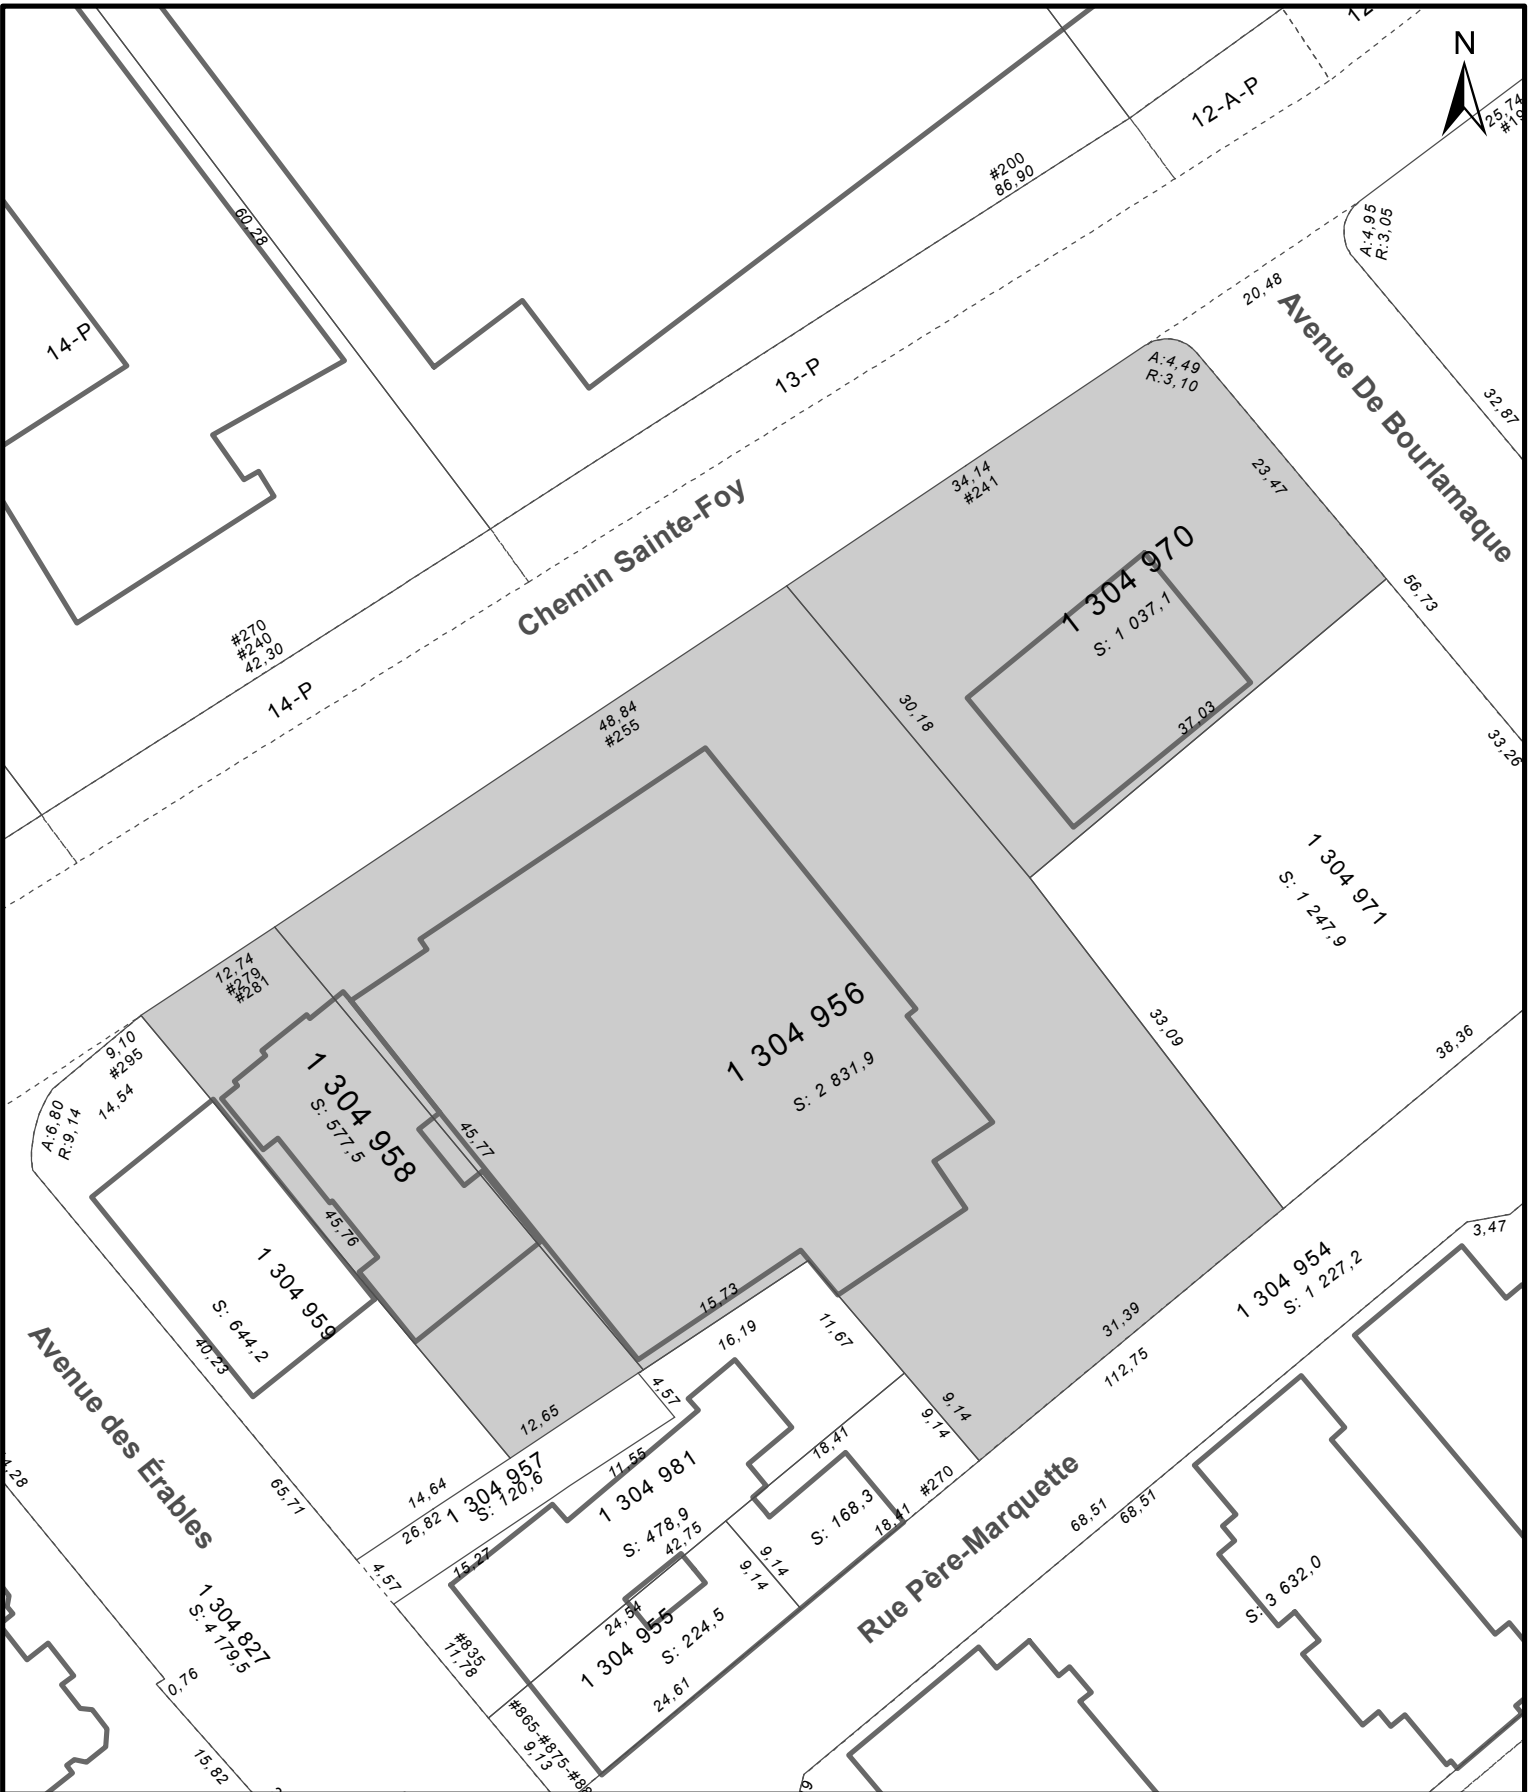 N
12-A-P
#200
86,90
60,28
14-P
13-P
A:4,95
R:3,05
20,48
Avenue De Bourlamaque
32,87
A:4,49
R:3,10
23,47
34,14
#241
Chemin Sainte-Foy
1 304 970
S: 1 037,1
56,73
#270
#240
42,30
14-P
48,84
#255
30,18
37,03
33,26
1 304 971
S: 1 247,9
12,74
#279
#281
1 304 956
S: 2 831,9
33,09
38,36
9,10
#295
14,54
A:6,80
R:9,14
1 304 958
S: 577,5
45,77
45,76
1 304 959
S: 644,2
40,23
3,47
1 304 954
S: 1 227,2
15,73
16,19
11,67
31,39
112,75
Avenue des Érables
4,57
12,65
9,14
9,14
14,64
26,82
1 304 957
S: 120,6
11,55
18,41
1 304 981
S: 478,9
42,75
S: 168,3
18,41
#270
65,71
68,51
68,51
Rue Père-Marquette
15,27
4,57
9,14
9,14
S: 3 632,0
1 304 827
S: 4 179,5
24,54
1 304 955
S: 224,5
24,61
#835
11,78
0,76
#865-#875-#88
9,13
15,82